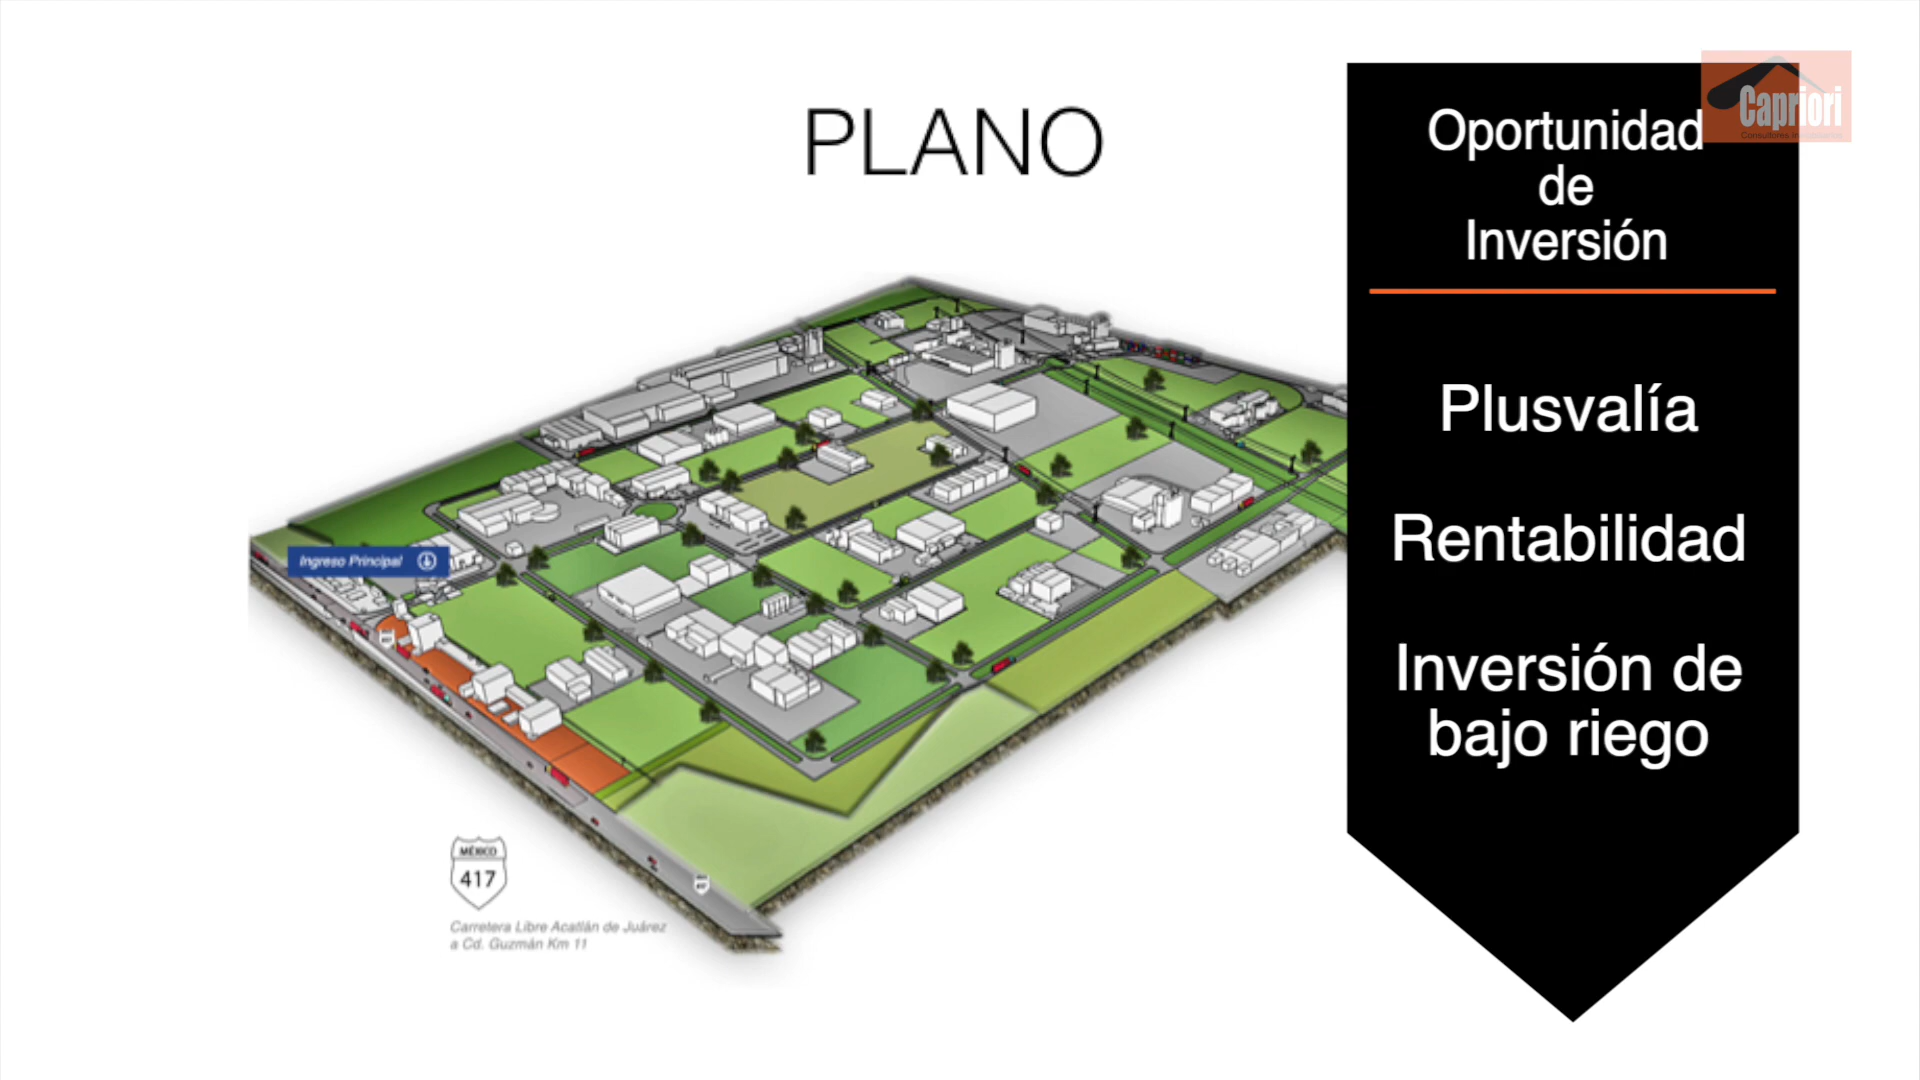 PLANO
Oportunidad
de
Inversión
Capriori
Plusvalía
Rentabilidad
Inversión de
bajo riego
Ingreso Principal
MÉXICO
417
Carretera Libre Acatlán de Juárez
a Cd. Guzmán Km 11